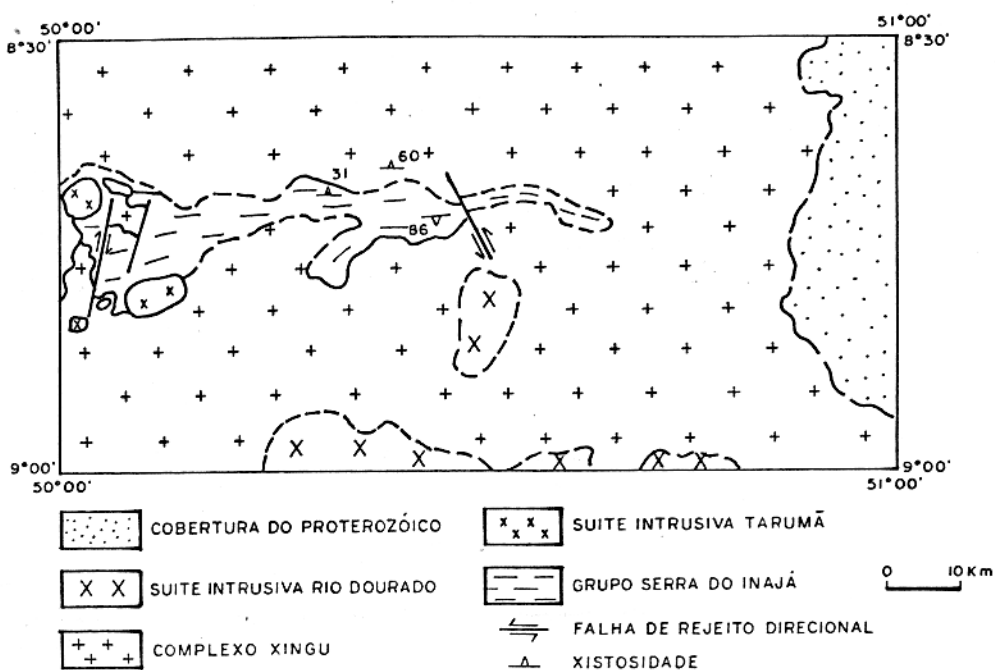 50°00' 51°00'
8°30' 8°30'
60
31
86
9°00' 9°00'
50°00' 51°00'
COBERTURA DO PROTEROZÓICO
SUITE INTRUSIVA TARUMÃ
SUITE INTRUSIVA RIO DOURADO
GRUPO SERRA DO INAJÁ
0 10 Km
COMPLEXO XINGU
FALHA DE REJEITO DIRECIONAL
XISTOSIDADE